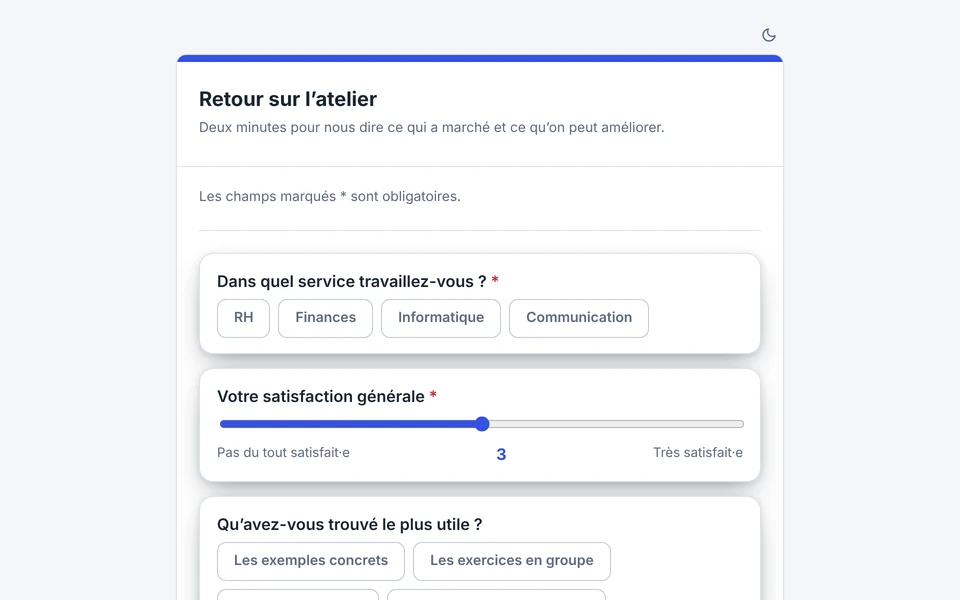 Retour sur l’atelier
Deux minutes pour nous dire ce qui a marché et ce qu’on peut améliorer.
Les champs marqués * sont obligatoires.
Dans quel service travaillez-vous ? *
RH Finances Informatique Communication
Votre satisfaction générale *
Pas du tout satisfait·e 3 Très satisfait·e
Qu’avez-vous trouvé le plus utile ?
Les exemples concrets Les exercices en groupe